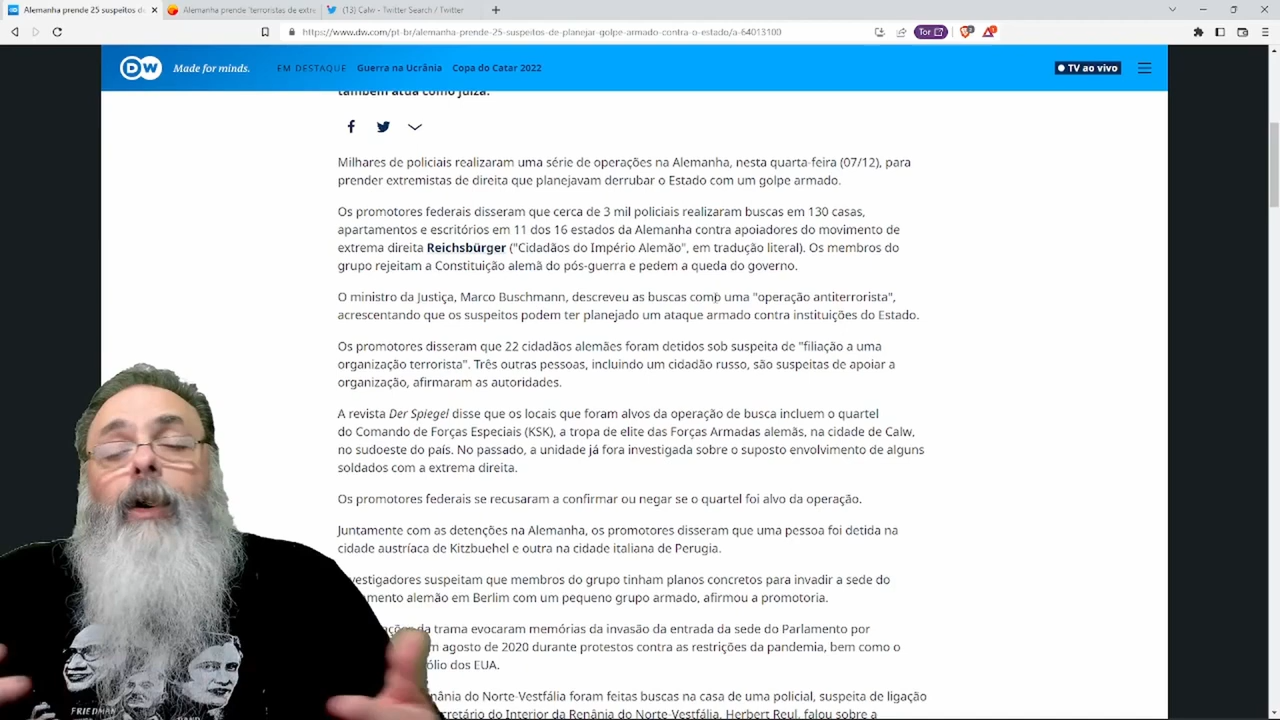 Alemanha prende 25 suspeitos de
Alemanha prende 'terroristas de extre
(13) Calw - Twitter Search / Twitter
https://www.dw.com/pt-br/alemanha-prende-25-suspeitos-de-planejar-golpe-armado-contra-o-estado/a-64013100
Tor
DW Made for minds. EM DESTAQUE Guerra na Ucrânia Copa do Catar 2022 TV ao vivo
também atua como juíza.
Milhares de policiais realizaram uma série de operações na Alemanha, nesta quarta-feira (07/12), para
prender extremistas de direita que planejavam derrubar o Estado com um golpe armado.
Os promotores federais disseram que cerca de 3 mil policiais realizaram buscas em 130 casas,
apartamentos e escritórios em 11 dos 16 estados da Alemanha contra apoiadores do movimento de
extrema direita Reichsbürger ("Cidadãos do Império Alemão", em tradução literal). Os membros do
grupo rejeitam a Constituição alemã do pós-guerra e pedem a queda do governo.
O ministro da Justiça, Marco Buschmann, descreveu as buscas como uma "operação antiterrorista",
acrescentando que os suspeitos podem ter planejado um ataque armado contra instituições do Estado.
Os promotores disseram que 22 cidadãos alemães foram detidos sob suspeita de "filiação a uma
organização terrorista". Três outras pessoas, incluindo um cidadão russo, são suspeitas de apoiar a
organização, afirmaram as autoridades.
A revista Der Spiegel disse que os locais que foram alvos da operação de busca incluem o quartel
do Comando de Forças Especiais (KSK), a tropa de elite das Forças Armadas alemãs, na cidade de Calw,
no sudoeste do país. No passado, a unidade já fora investigada sobre o suposto envolvimento de alguns
soldados com a extrema direita.
Os promotores federais se recusaram a confirmar ou negar se o quartel foi alvo da operação.
Juntamente com as detenções na Alemanha, os promotores disseram que uma pessoa foi detida na
cidade austríaca de Kitzbuehel e outra na cidade italiana de Perugia.
vestigadores suspeitam que membros do grupo tinham planos concretos para invadir a sede do
mento alemão em Berlim com um pequeno grupo armado, afirmou a promotoria.
ções da trama evocaram memórias da invasão da entrada da sede do Parlamento por
m agosto de 2020 durante protestos contra as restrições da pandemia, bem como o
ólio dos EUA.
nânia do Norte-Vestfália foram feitas buscas na casa de uma policial, suspeita de ligação
cretário do Interior da Renânia do Norte-Vestfália, Herbert Reul, falou sobre a
FRIEDMAN